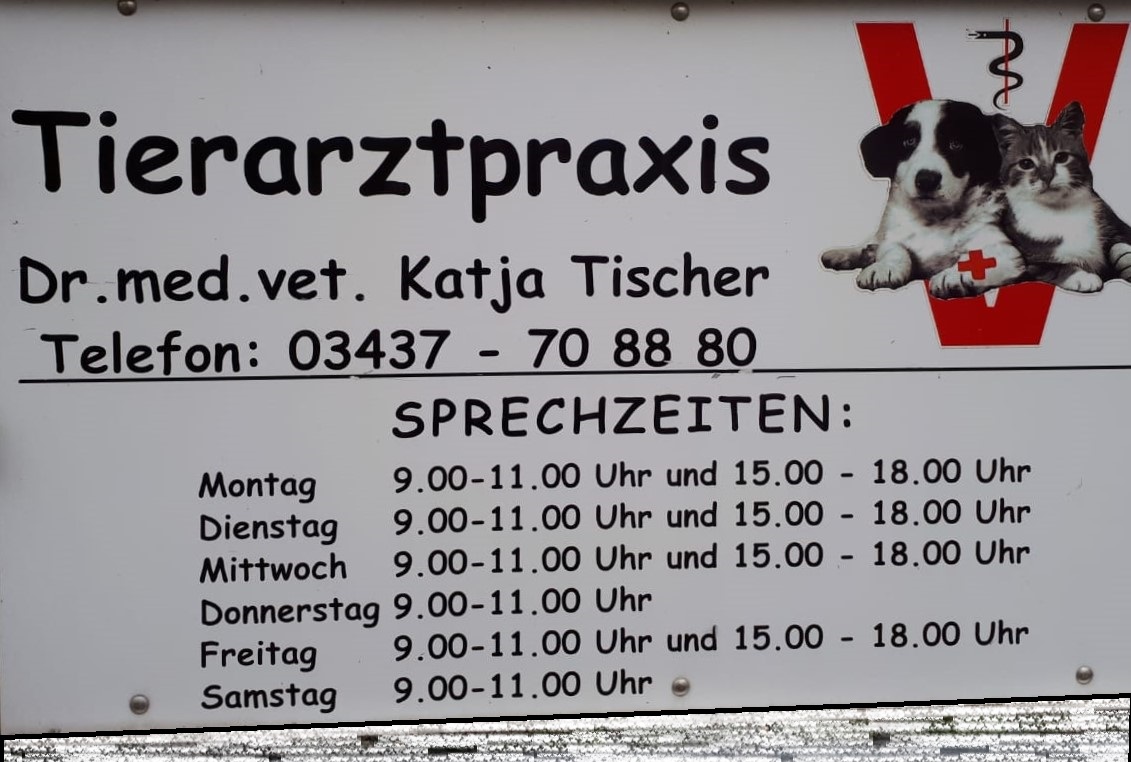 Tierarztpraxis
Dr.med.vet. Katja Tischer
Telefon: 03437 - 70 88 80
SPRECHZEITEN:
Montag 9.00-11.00 Uhr und 15.00 - 18.00 Uhr
Dienstag 9.00-11.00 Uhr und 15.00 - 18.00 Uhr
Mittwoch 9.00-11.00 Uhr und 15.00 - 18.00 Uhr
Donnerstag 9.00-11.00 Uhr
Freitag 9.00-11.00 Uhr und 15.00 - 18.00 Uhr
Samstag 9.00-11.00 Uhr